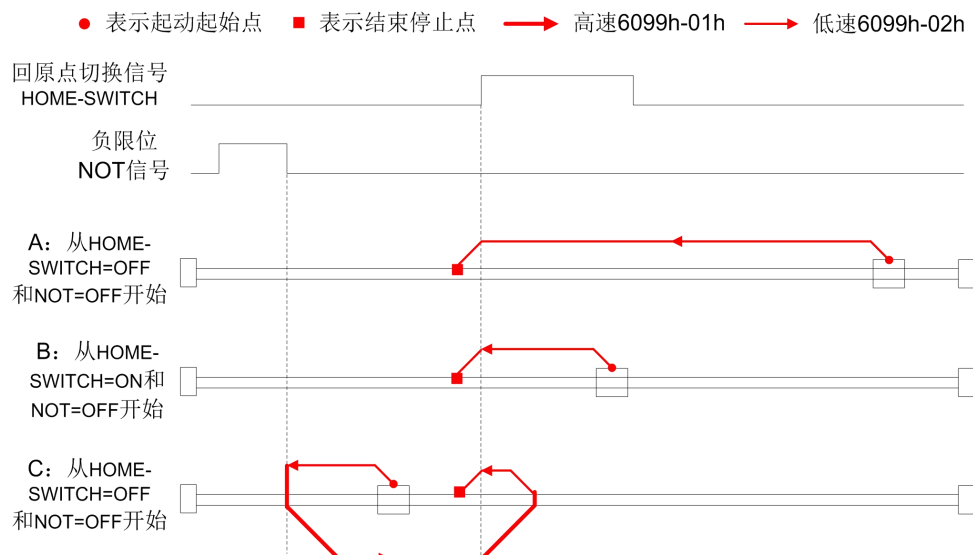 表示起动起始点 表示结束停止点 高速6099h-01h 低速6099h-02h
回原点切换信号
HOME-SWITCH
负限位
NOT信号
A：从HOME-
SWITCH=OFF
和NOT=OFF开始
B：从HOME-
SWITCH=ON和
NOT=OFF开始
C：从HOME-
SWITCH=OFF
和NOT=OFF开始